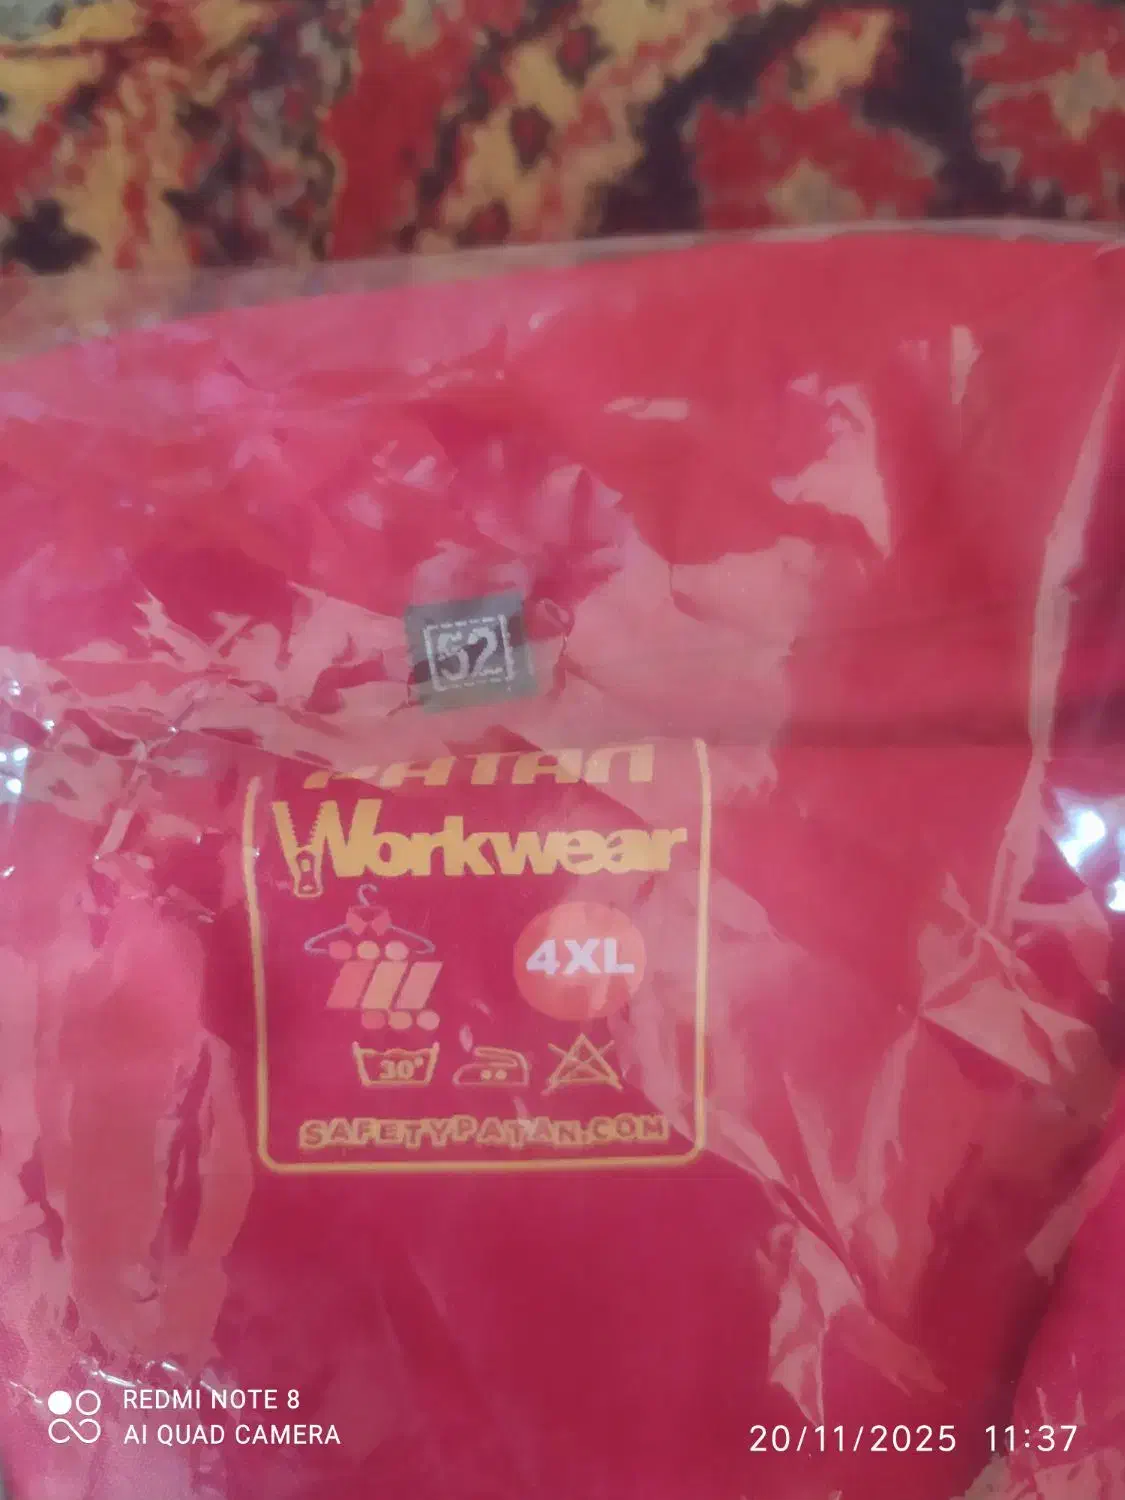 52
PATAN
Workwear
4XL
30°
SAFETYPATAN.COM
REDMI NOTE 8
AI QUAD CAMERA
20/11/2025 11:37